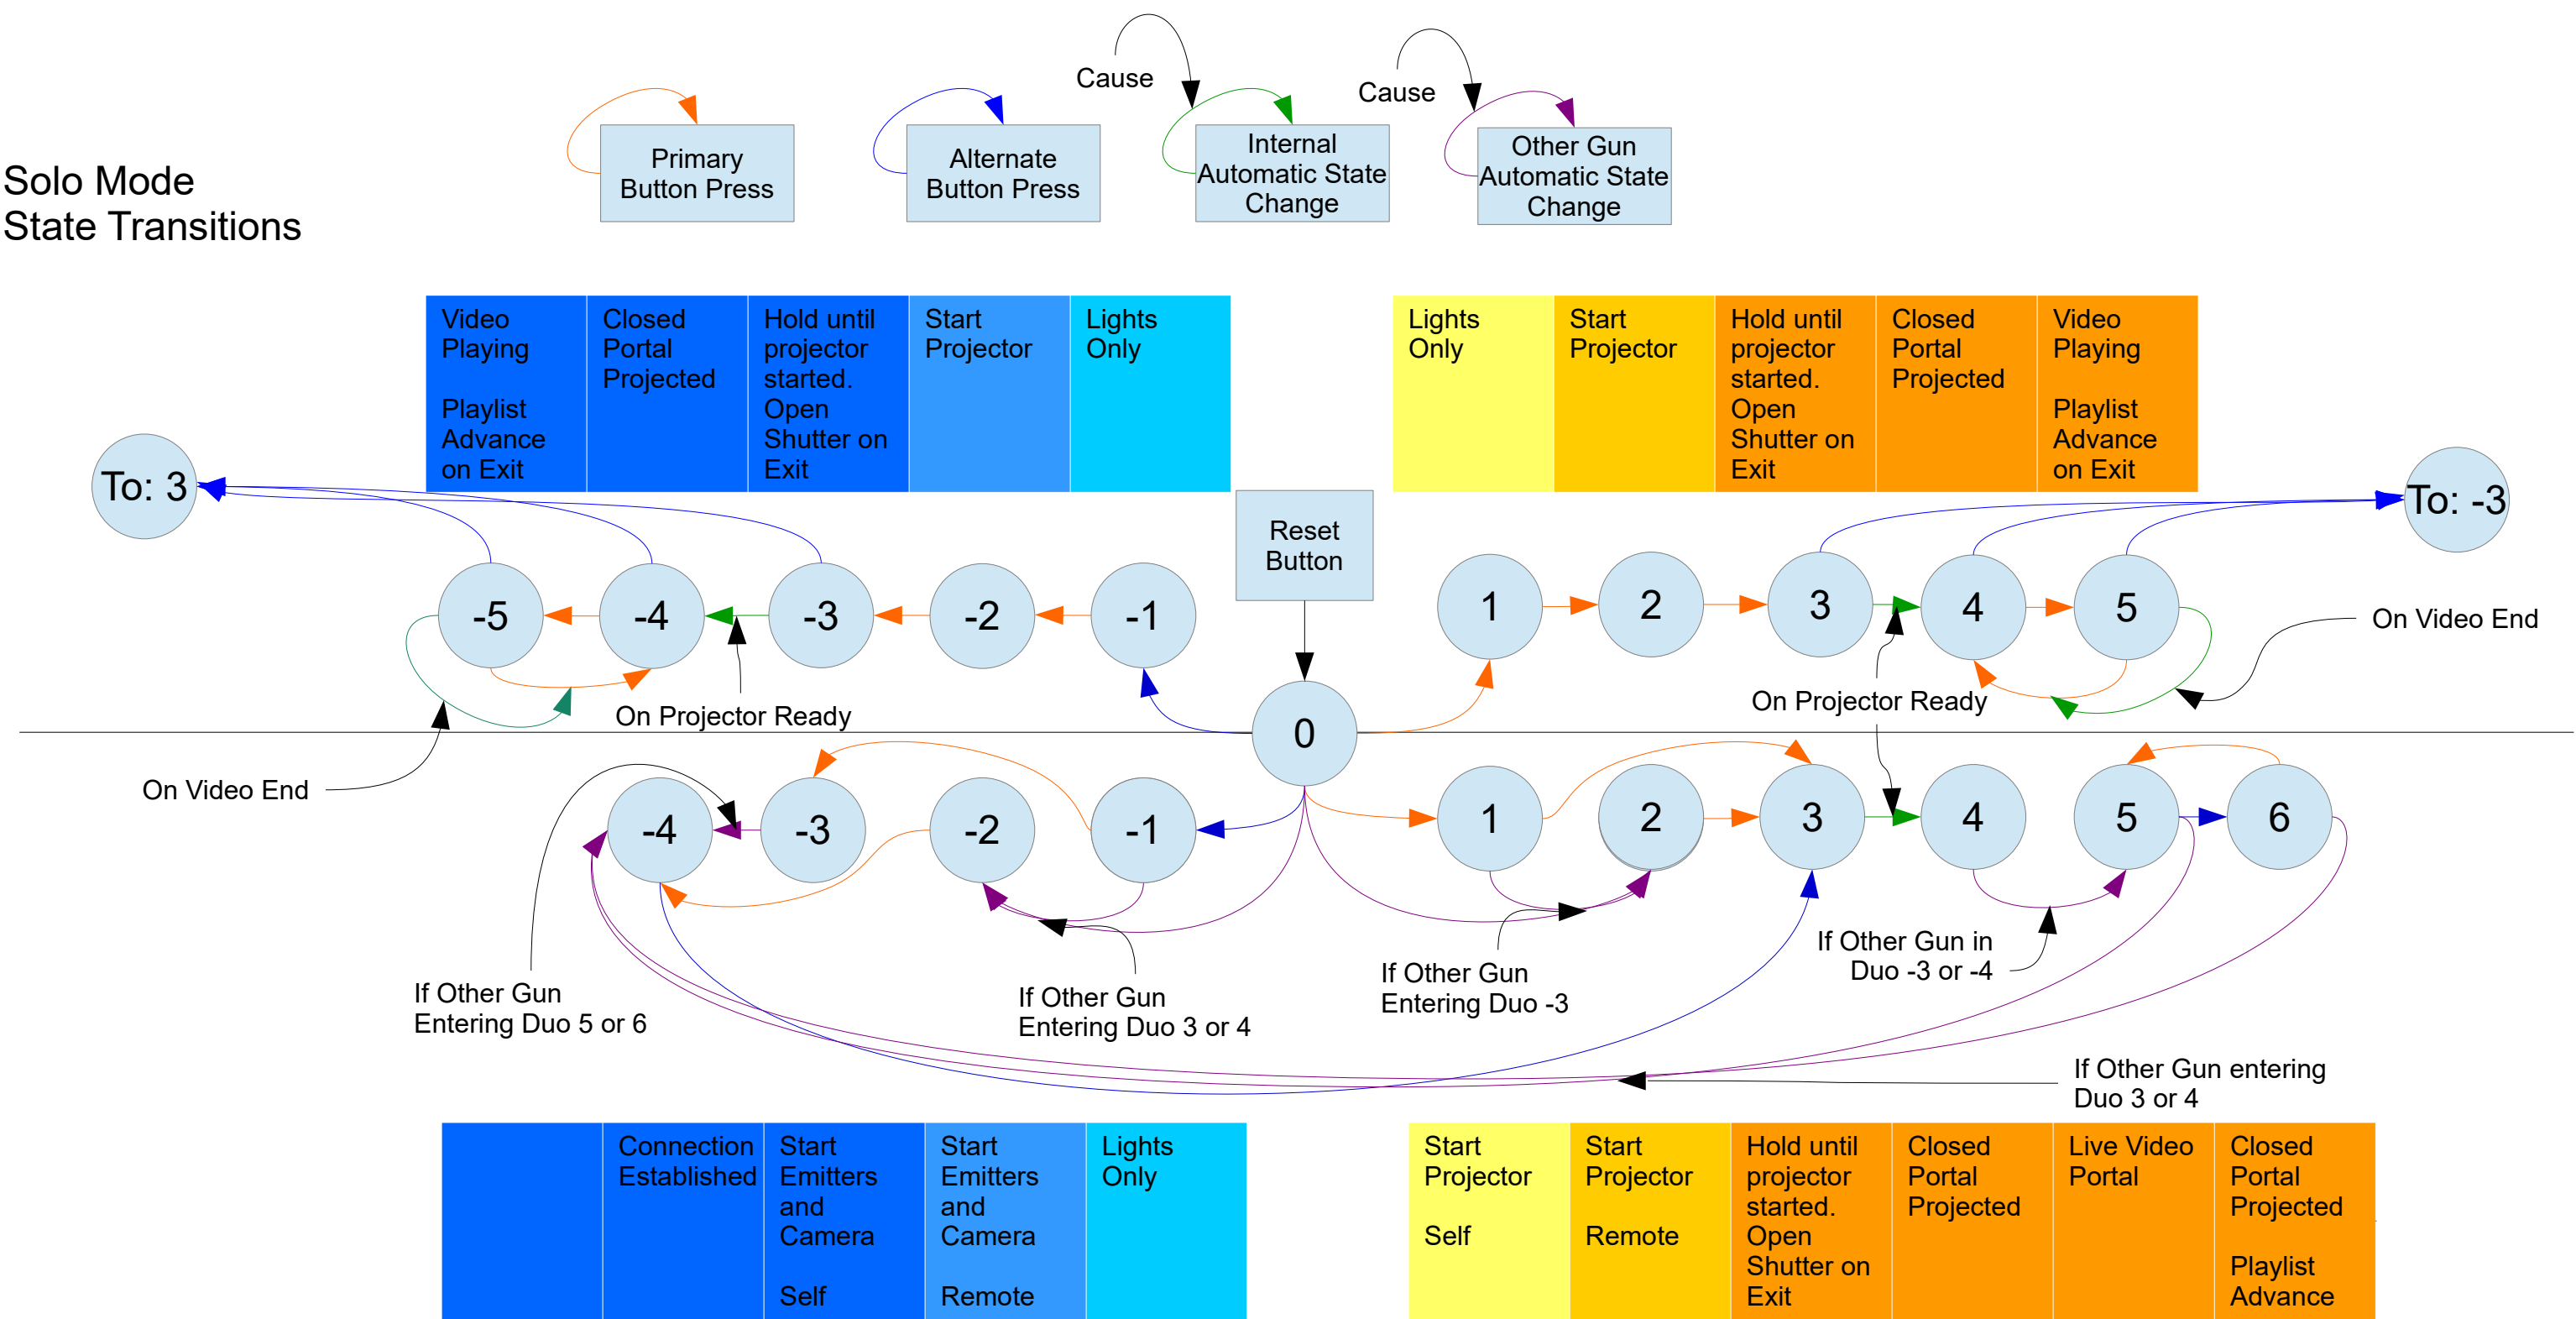 Cause
Cause
Primary
Button Press
Alternate
Button Press
Internal
Automatic State
Change
Other Gun
Automatic State
Change
Solo Mode
State Transitions
Video
Playing
Playlist
Advance
on Exit
Closed
Portal
Projected
Hold until
projector
started.
Open
Shutter on
Exit
Start
Projector
Lights
Only
Lights
Only
Start
Projector
Hold until
projector
started.
Open
Shutter on
Exit
Closed
Portal
Projected
Video
Playing
Playlist
Advance
on Exit
To: 3
To: -3
Reset
Button
-5
-4
-3
-2
-1
1
2
3
4
5
On Video End
On Projector Ready
On Projector Ready
0
On Video End
-4
-3
-2
-1
1
2
3
4
5
6
If Other Gun
Entering Duo 5 or 6
If Other Gun
Entering Duo 3 or 4
If Other Gun
Entering Duo -3
If Other Gun in
Duo -3 or -4
If Other Gun entering
Duo 3 or 4
Connection
Established
Start
Emitters
and
Camera
Self
Start
Emitters
and
Camera
Remote
Lights
Only
Start
Projector
Self
Start
Projector
Remote
Hold until
projector
started.
Open
Shutter on
Exit
Closed
Portal
Projected
Live Video
Portal
Closed
Portal
Projected
Playlist
Advance